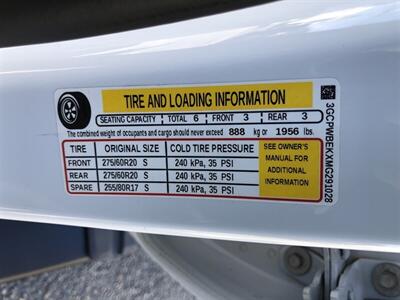 TIRE AND LOADING INFORMATION
SEATING CAPACITY TOTAL 6 FRONT 3 REAR 3
The combined weight of occupants and cargo should never exceed 888 kg or 1956 lbs.
TIRE ORIGINAL SIZE COLD TIRE PRESSURE
FRONT 275/60R20 S 240 kPa, 35 PSI
REAR 275/60R20 S 240 kPa, 35 PSI
SPARE 255/80R17 S 240 kPa, 35 PSI
SEE OWNER'S
MANUAL FOR
ADDITIONAL
INFORMATION
3GCPWBEKXMG291028